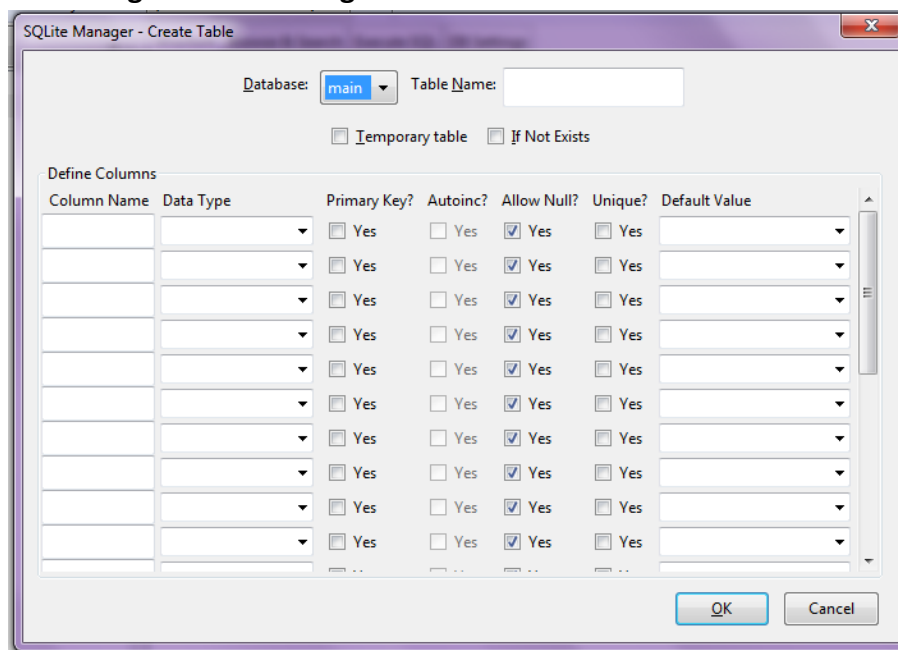 SQLite Manager - Create Table
Database: main Table Name:
Temporary table If Not Exists
Define Columns
Column Name Data Type Primary Key? Autoinc? Allow Null? Unique? Default Value
Yes Yes Yes Yes
Yes Yes Yes Yes
Yes Yes Yes Yes
Yes Yes Yes Yes
Yes Yes Yes Yes
Yes Yes Yes Yes
Yes Yes Yes Yes
Yes Yes Yes Yes
Yes Yes Yes Yes
Yes Yes Yes Yes
OK Cancel